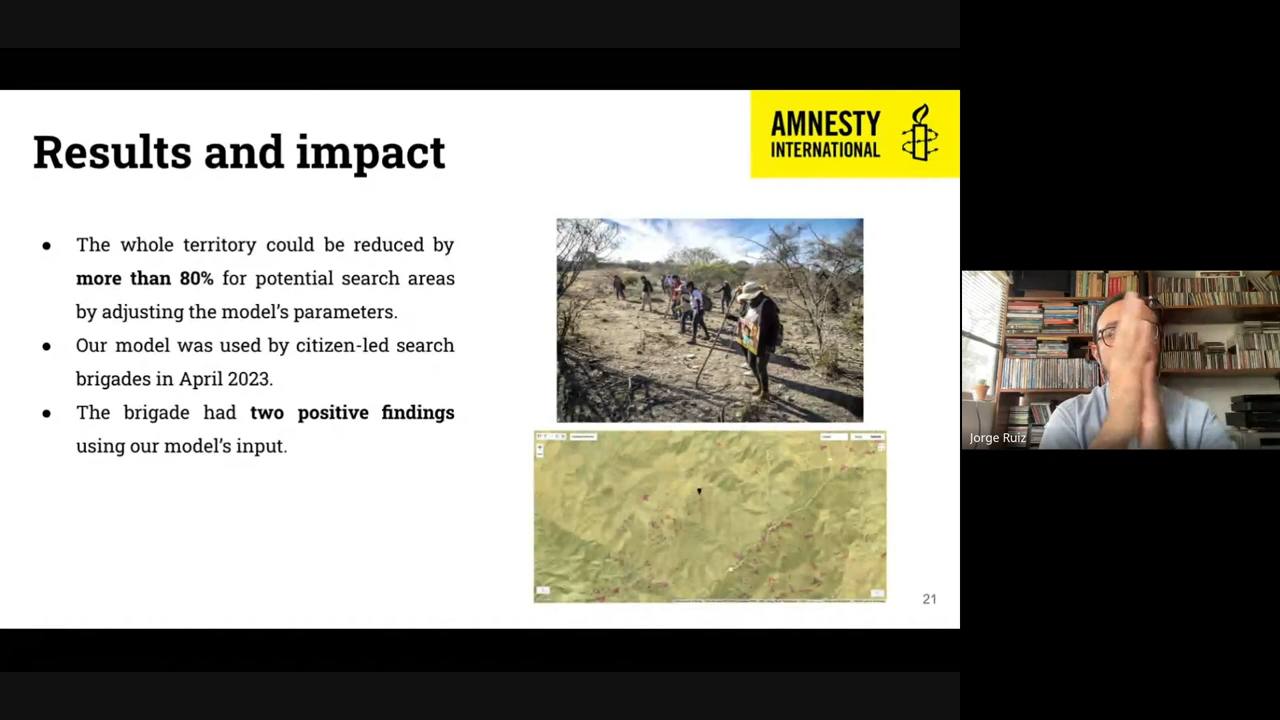 AMNESTY
INTERNATIONAL
Results and impact
● The whole territory could be reduced by
more than 80% for potential search areas
by adjusting the model’s parameters.
● Our model was used by citizen-led search
brigades in April 2023.
● The brigade had two positive findings
using our model’s input.
Jorge Ruiz
21